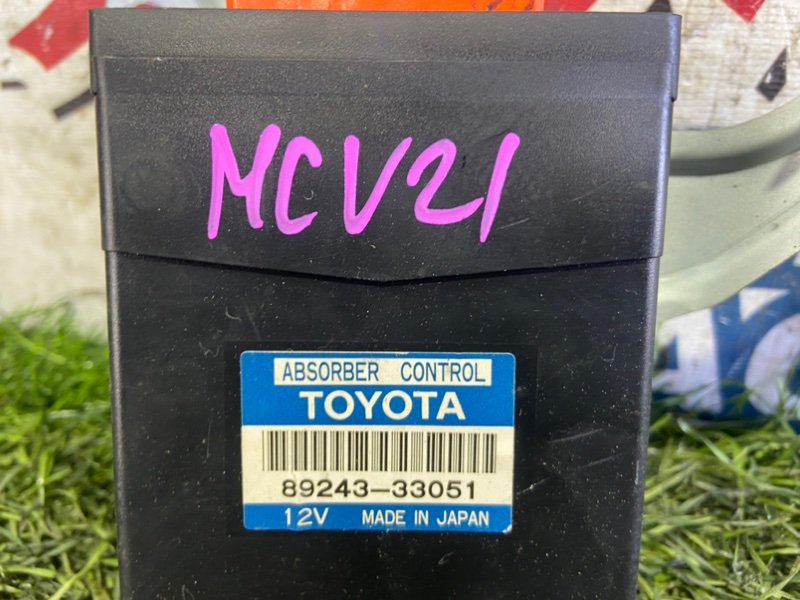 MCV21
ABSORBER CONTROL
TOYOTA
89243-33051
12V MADE IN JAPAN